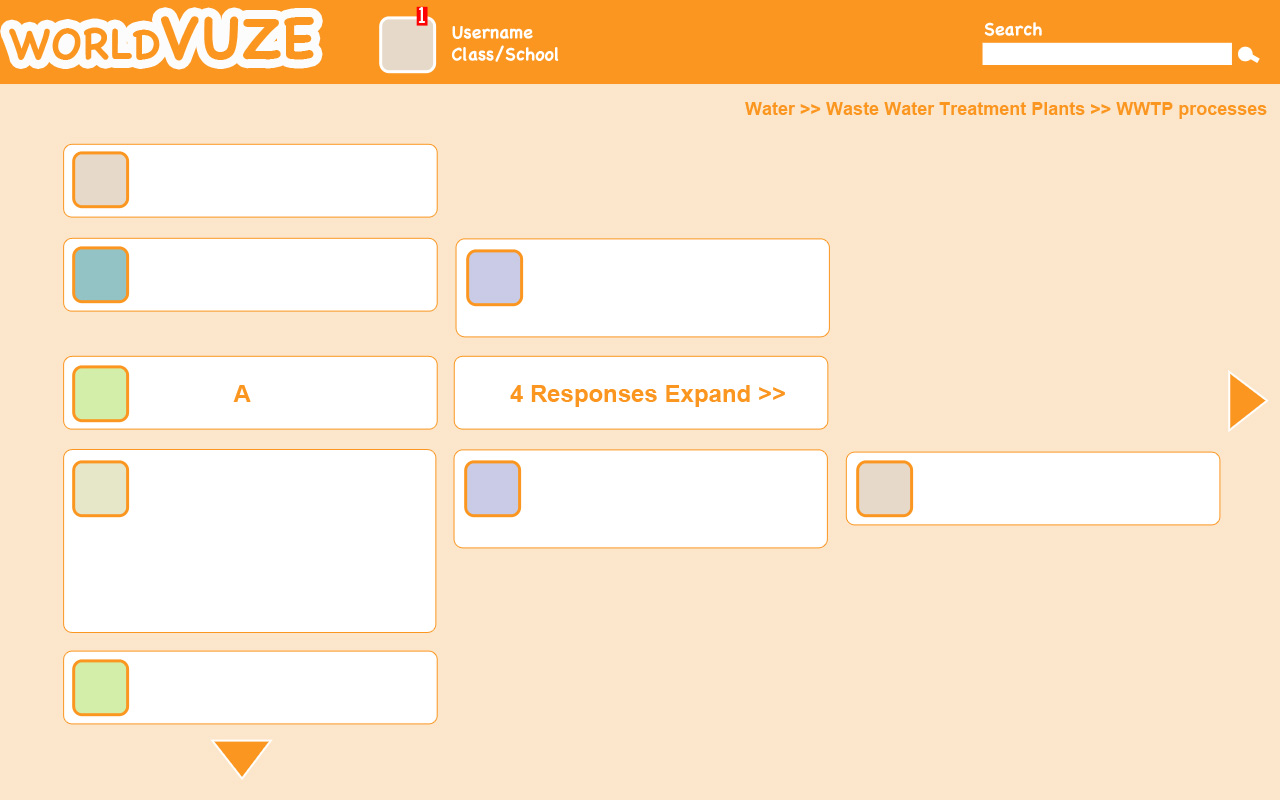 WORLDVUZE
1
Username
Class/School
Search
Water >> Waste Water Treatment Plants >> WWTP processes
A
4 Responses Expand >>